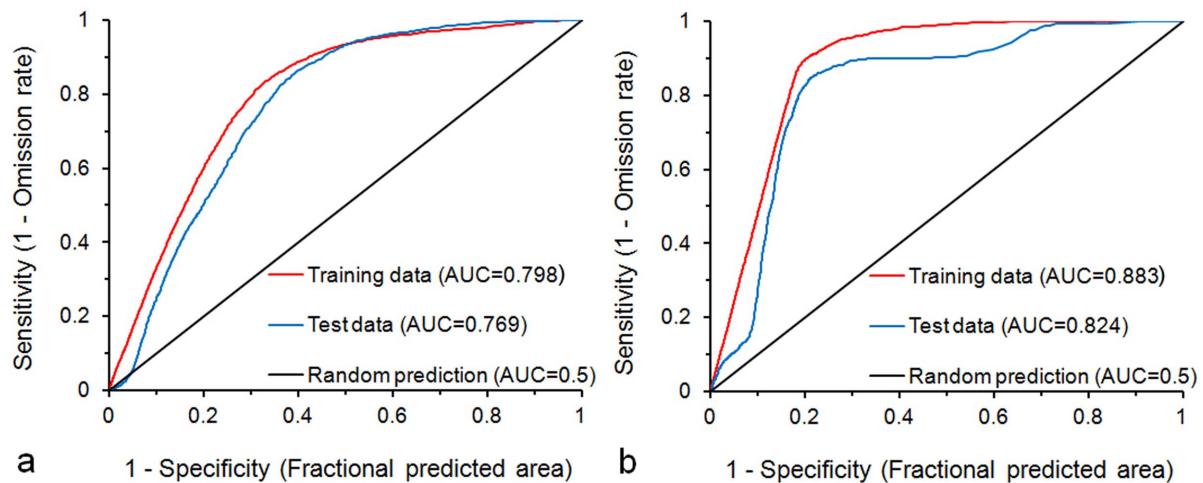 Sensitivity (1 - Omission rate)
1
0.8
0.6
0.4
0.2
0
Training data (AUC=0.798)
Test data (AUC=0.769)
Random prediction (AUC=0.5)
0 0.2 0.4 0.6 0.8 1
a 1 - Specificity (Fractional predicted area)
Sensitivity (1 - Omission rate)
1
0.8
0.6
0.4
0.2
0
Training data (AUC=0.883)
Test data (AUC=0.824)
Random prediction (AUC=0.5)
0 0.2 0.4 0.6 0.8 1
b 1 - Specificity (Fractional predicted area)